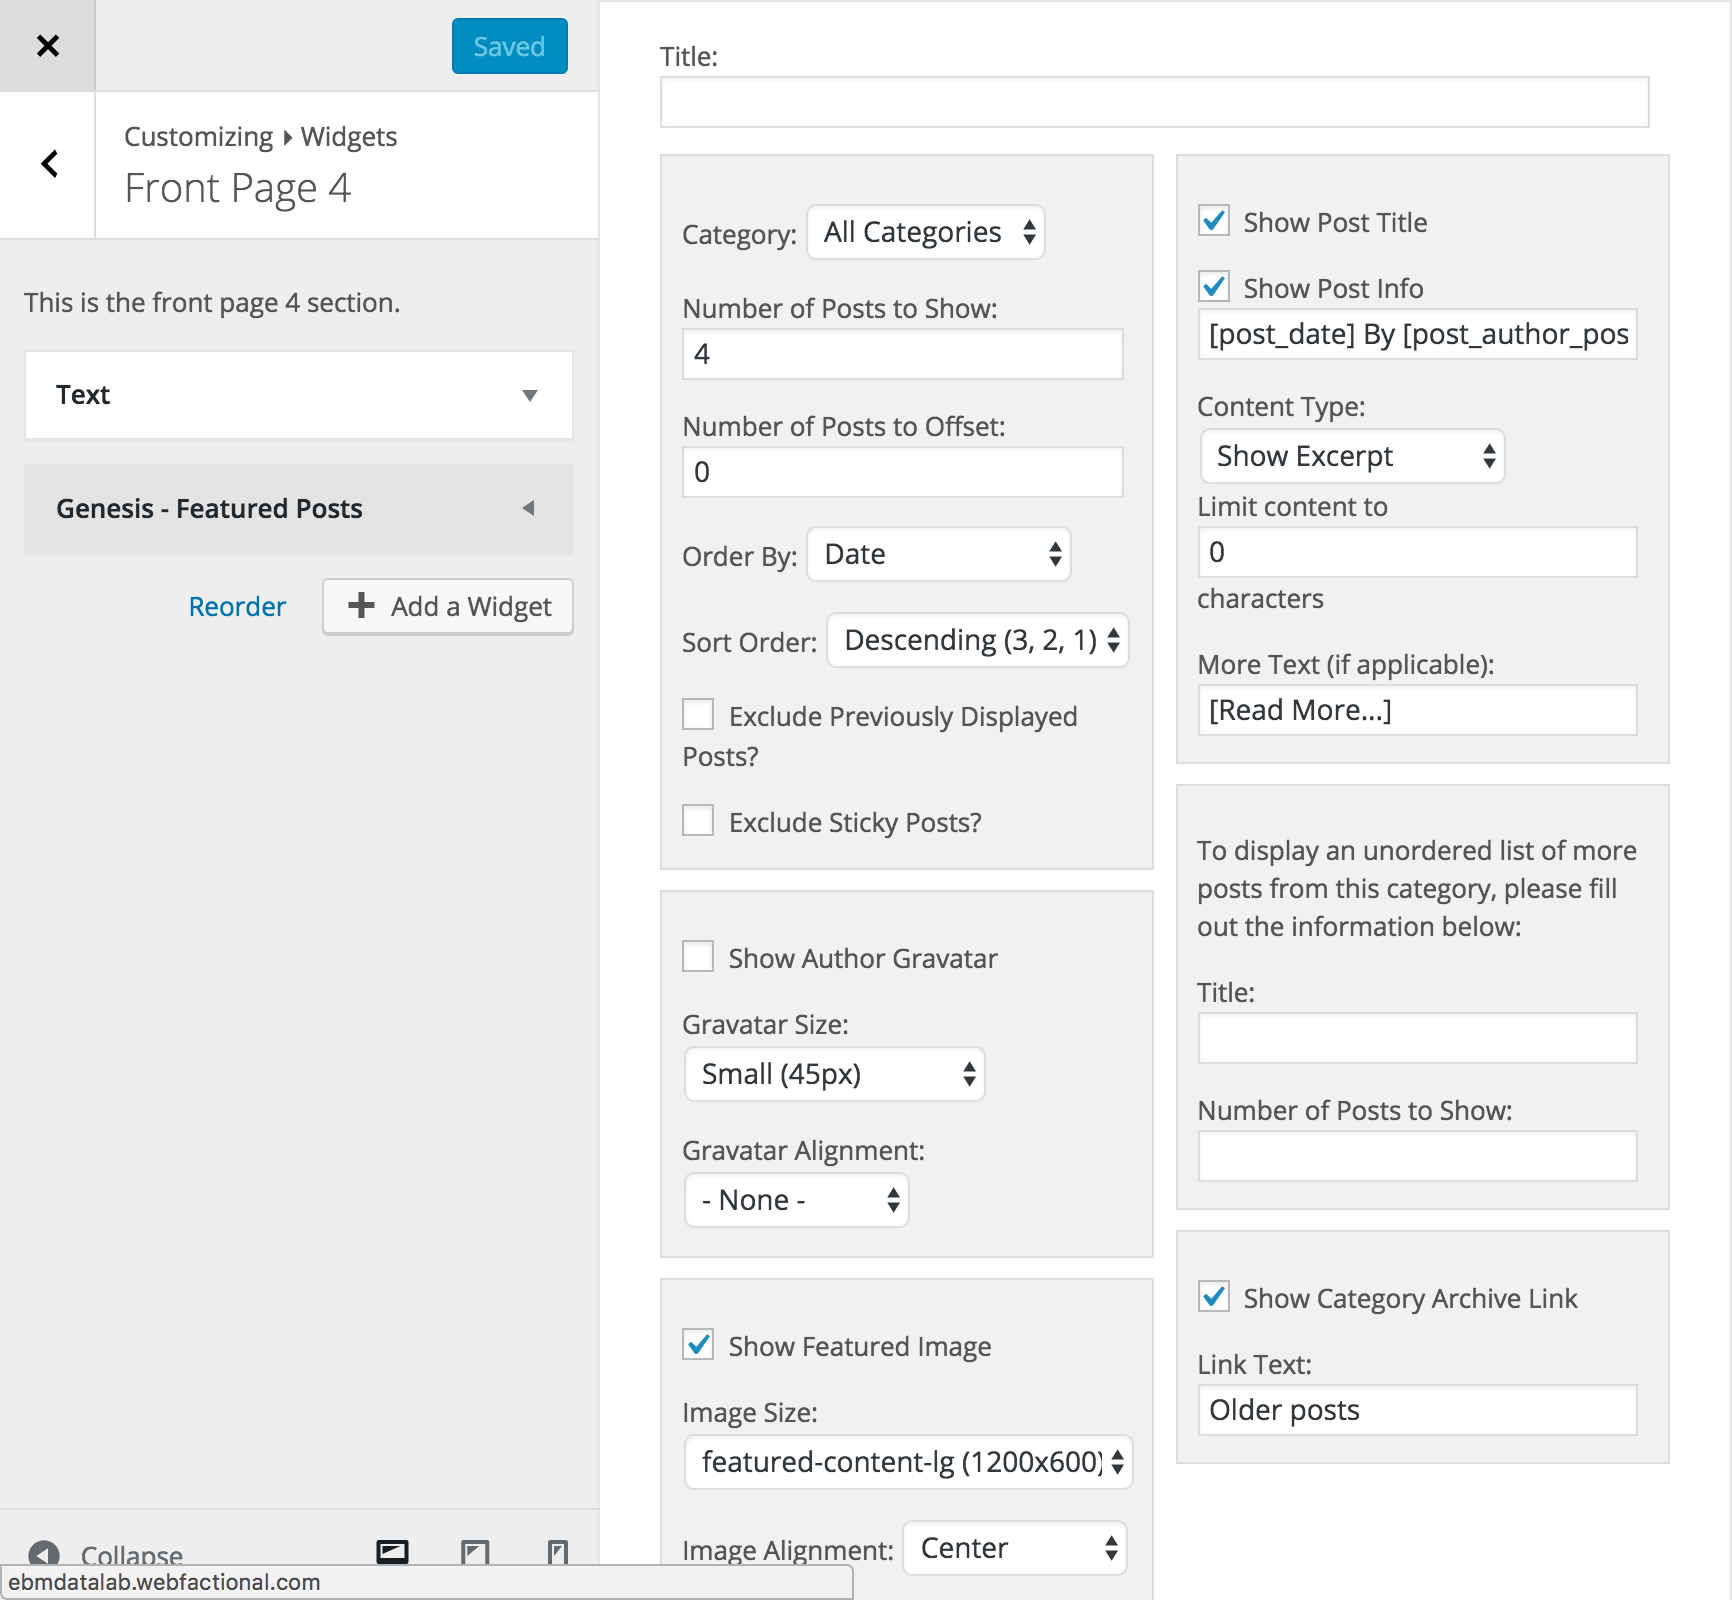 Saved
Customizing ▸ Widgets
Front Page 4
This is the front page 4 section.
Text
Genesis - Featured Posts
Reorder
Add a Widget
Collapse
ebmdatalab.webfactional.com
Title:
Category: All Categories
Number of Posts to Show:
4
Number of Posts to Offset:
0
Order By: Date
Sort Order: Descending (3, 2, 1)
Exclude Previously Displayed
Posts?
Exclude Sticky Posts?
Show Author Gravatar
Gravatar Size:
Small (45px)
Gravatar Alignment:
- None -
Show Featured Image
Image Size:
featured-content-lg (1200x600)
Image Alignment: Center
Show Post Title
Show Post Info
[post_date] By [post_author_pos
Content Type:
Show Excerpt
Limit content to
0
characters
More Text (if applicable):
[Read More...]
To display an unordered list of more
posts from this category, please fill
out the information below:
Title:
Number of Posts to Show:
Show Category Archive Link
Link Text:
Older posts